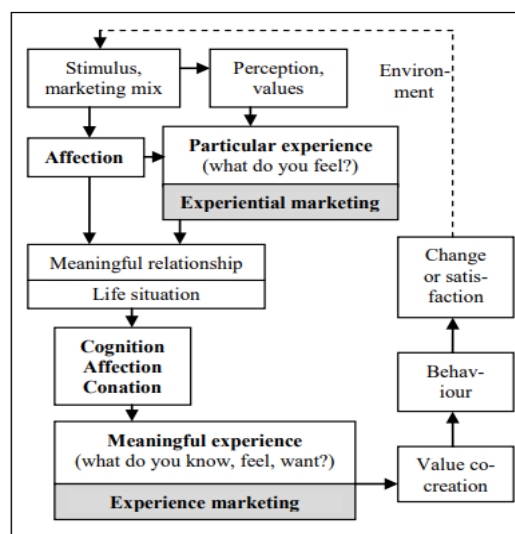 Stimulus,
marketing mix
Perception,
values
Environ-
ment
Affection
Particular experience
(what do you feel?)
Experiential marketing
Meaningful relationship
Life situation
Change
or satis-
faction
Cognition
Affection
Conation
Behav-
iour
Meaningful experience
(what do you know, feel, want?)
Experience marketing
Value co-
creation